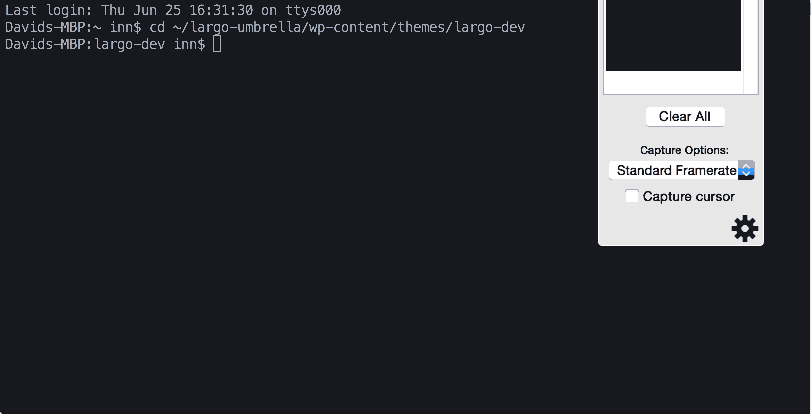 Last login: Thu Jun 25 16:31:30 on ttys000
Davids-MBP:~ inn$ cd ~/largo-umbrella/wp-content/themes/largo-dev
Davids-MBP:largo-dev inn$
Clear All
Capture Options:
Standard Framerate
Capture cursor